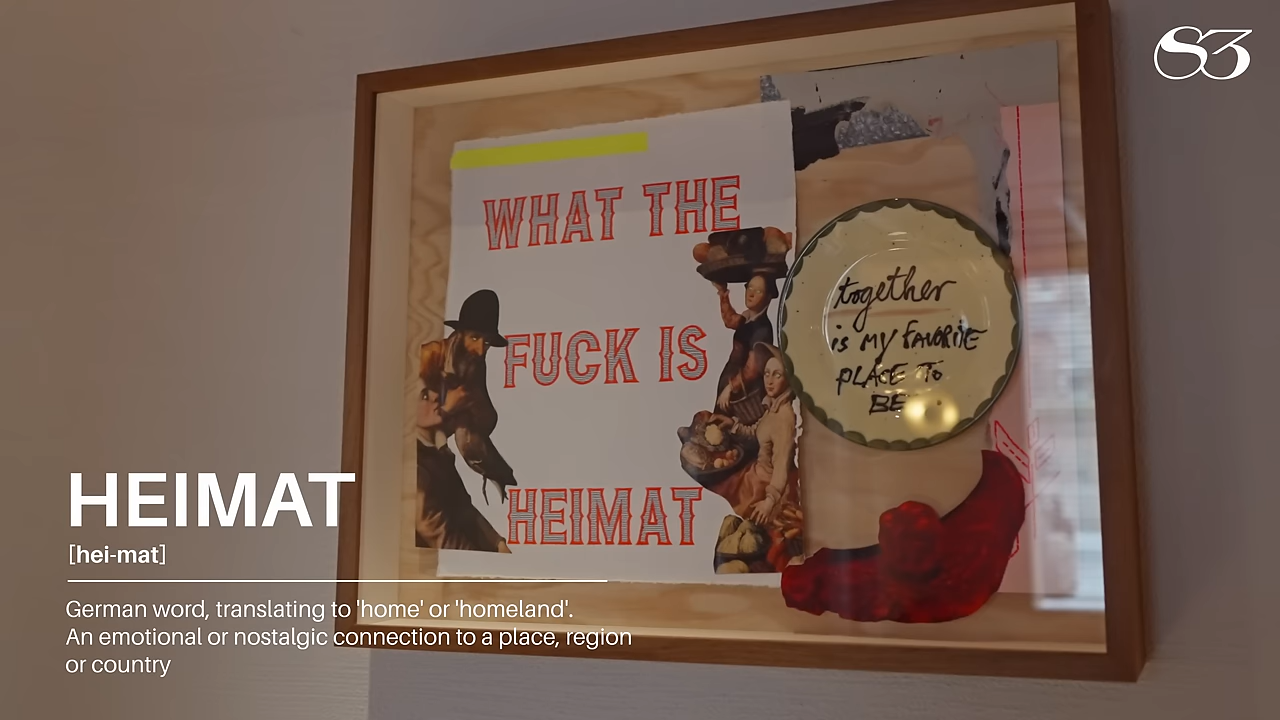 S3
WHAT THE
FUCK IS
HEIMAT
together
is MY FAVORITE
PLACE TO
BE
HEIMAT
[hei-mat]
German word, translating to 'home' or 'homeland'.
An emotional or nostalgic connection to a place, region
or country